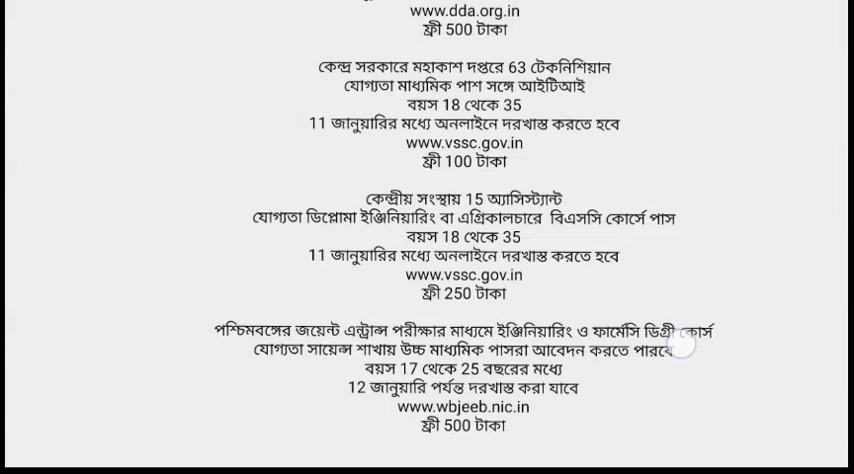 www.dda.org.in
ফ্রী 500 টাকা
কেন্দ্র সরকারে মহাকাশ দপ্তরে 63 টেকনিশিয়ান
যোগ্যতা মাধ্যমিক পাশ সঙ্গে আইটিআই
বয়স 18 থেকে 35
11 জানুয়ারির মধ্যে অনলাইনে দরখাস্ত করতে হবে
www.vssc.gov.in
ফ্রী 100 টাকা
কেন্দ্রীয় সংস্থায় 15 অ্যাসিস্ট্যান্ট
যোগ্যতা ডিপ্লোমা ইঞ্জিনিয়ারিং বা এগ্রিকালচারে বিএসসি কোর্সে পাস
বয়স 18 থেকে 35
11 জানুয়ারির মধ্যে অনলাইনে দরখাস্ত করতে হবে
www.vssc.gov.in
ফ্রী 250 টাকা
পশ্চিমবঙ্গের জয়েন্ট এন্ট্রান্স পরীক্ষার মাধ্যমে ইঞ্জিনিয়ারিং ও ফার্মেসি ডিগ্রী কোর্স
যোগ্যতা সায়েন্স শাখায় উচ্চ মাধ্যমিক পাসরা আবেদন করতে পারবে
বয়স 17 থেকে 25 বছরের মধ্যে
12 জানুয়ারি পর্যন্ত দরখাস্ত করা যাবে
www.wbjeeb.nic.in
ফ্রী 500 টাকা